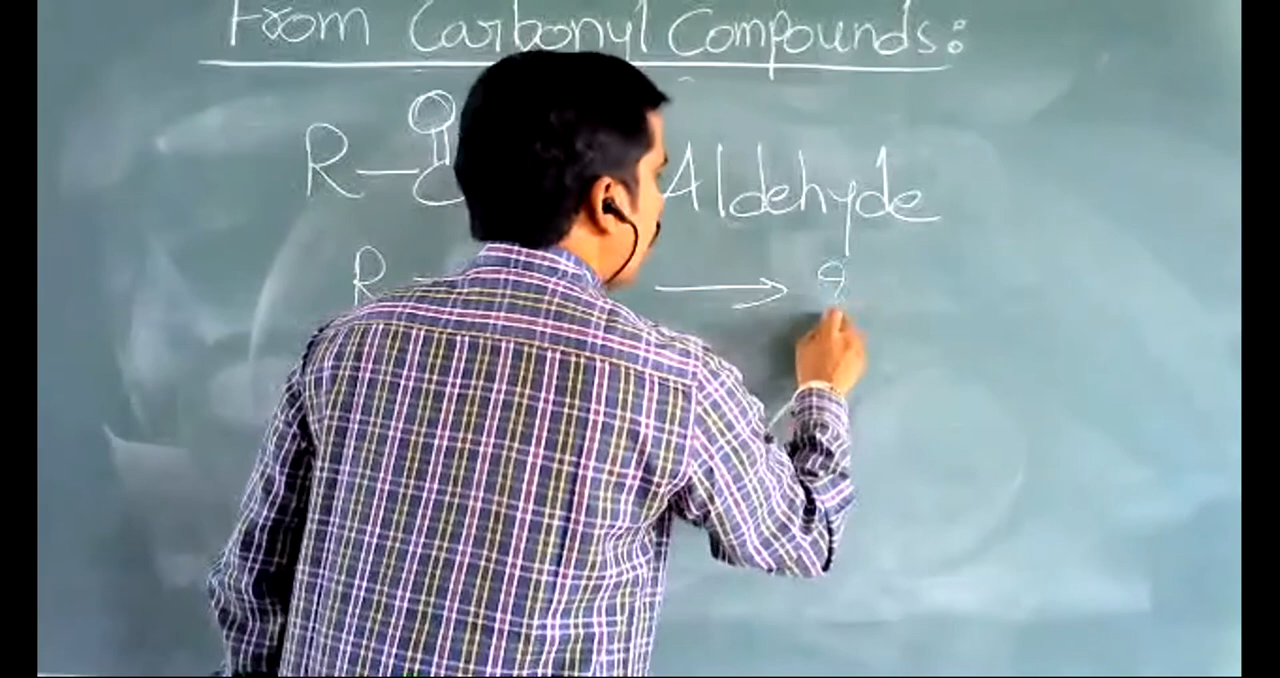 From Carbonyl Compounds:
O
R-C Aldehyde
R- →